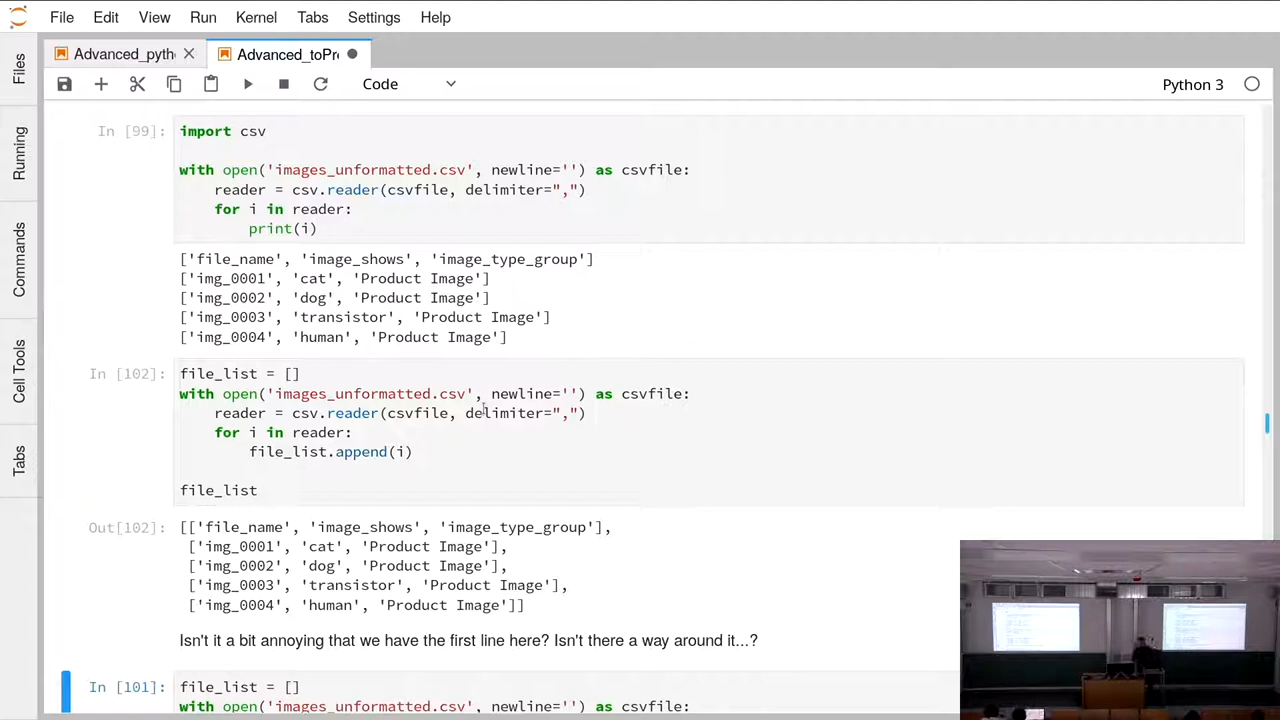 File Edit View Run Kernel Tabs Settings Help
Advanced_pyth
Advanced_toPr
Code
Python 3
Files
Running
Commands
Cell Tools
Tabs
In [99]:
import csv
with open('images_unformatted.csv', newline='') as csvfile:
    reader = csv.reader(csvfile, delimiter=",")
    for i in reader:
        print(i)
['file_name', 'image_shows', 'image_type_group']
['img_0001', 'cat', 'Product Image']
['img_0002', 'dog', 'Product Image']
['img_0003', 'transistor', 'Product Image']
['img_0004', 'human', 'Product Image']
In [102]:
file_list = []
with open('images_unformatted.csv', newline='') as csvfile:
    reader = csv.reader(csvfile, delimiter=",")
    for i in reader:
        file_list.append(i)
file_list
Out[102]:
[['file_name', 'image_shows', 'image_type_group'],
 ['img_0001', 'cat', 'Product Image'],
 ['img_0002', 'dog', 'Product Image'],
 ['img_0003', 'transistor', 'Product Image'],
 ['img_0004', 'human', 'Product Image']]
Isn't it a bit annoying that we have the first line here? Isn't there a way around it...?
In [101]:
file_list = []
with open('images_unformatted.csv', newline='') as csvfile: